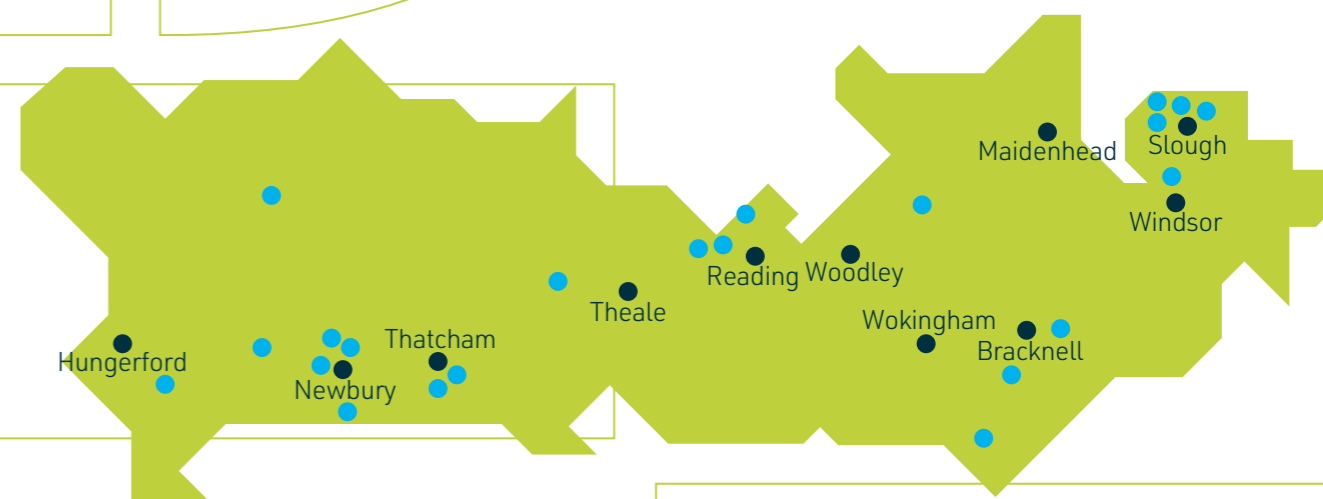 Maidenhead
Slough
Windsor
Reading
Woodley
Theale
Wokingham
Thatcham
Bracknell
Hungerford
Newbury